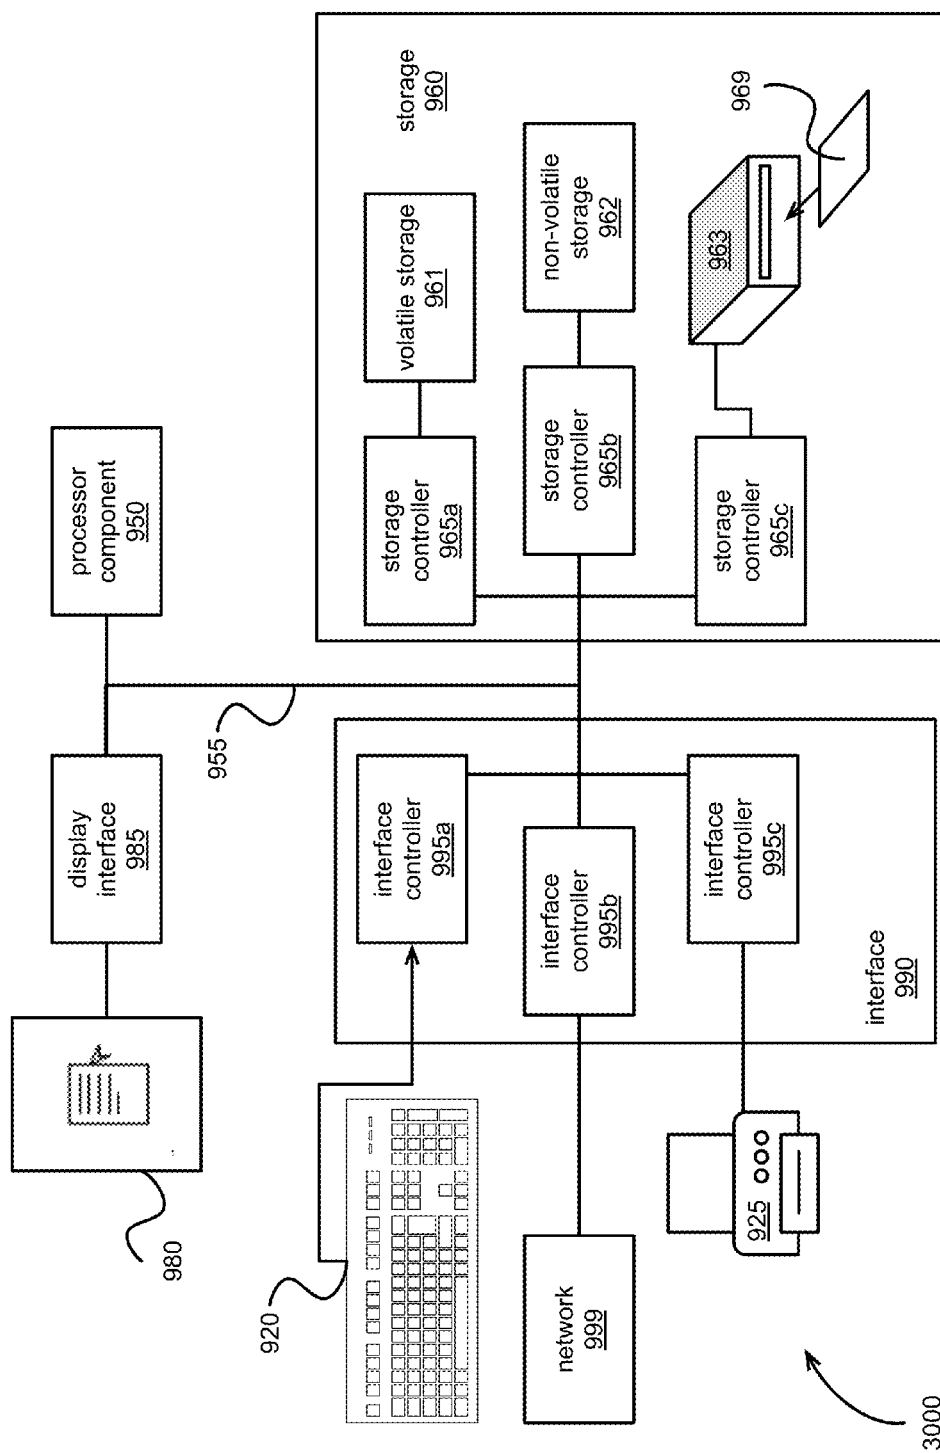 980
display
interface
985
processor
component
950
955
920
interface
controller
995a
network
999
interface
controller
995b
925
interface
controller
995c
interface
990
storage
960
storage
controller
965a
volatile storage
961
storage
controller
965b
non-volatile
storage
962
storage
controller
965c
963
969
3000